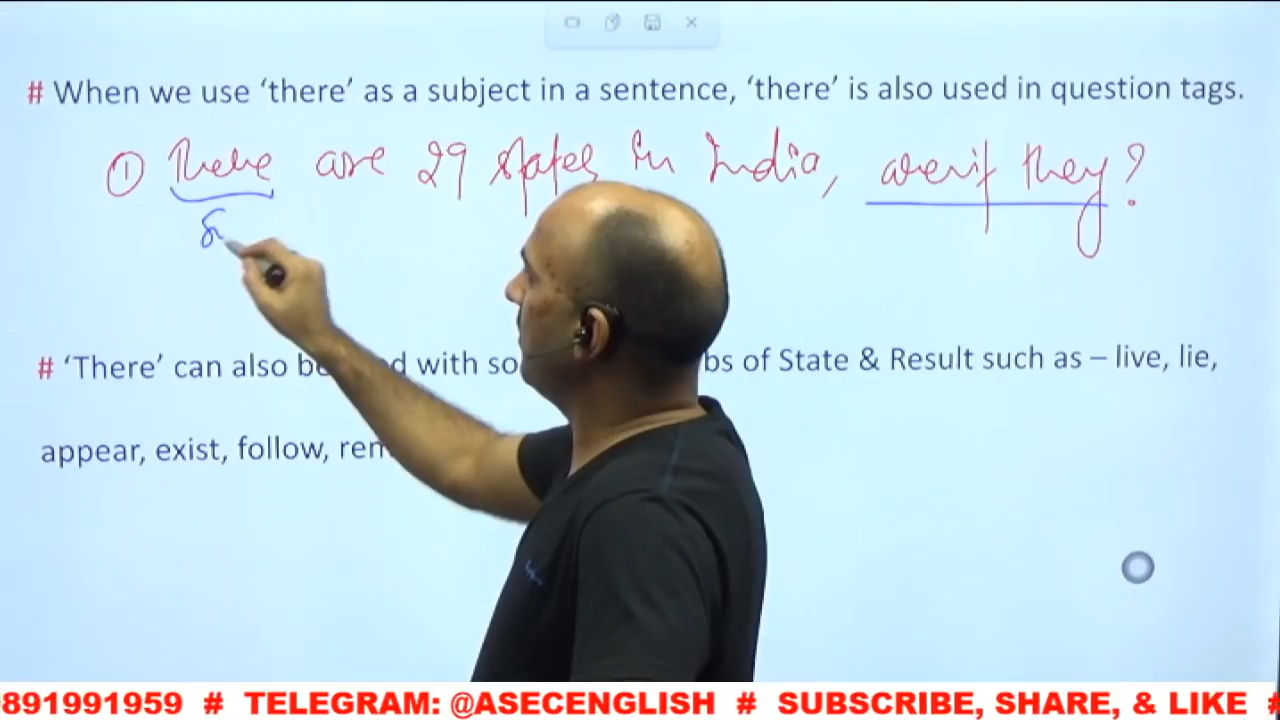 # When we use ‘there’ as a subject in a sentence, ‘there’ is also used in question tags.
① There are 29 states in India, aren't they?
# ‘There’ can also be with of State & Result such as – live, lie,
appear, exist, follow,
891991959 # TELEGRAM: @ASECENGLISH # SUBSCRIBE, SHARE, & LIKE #